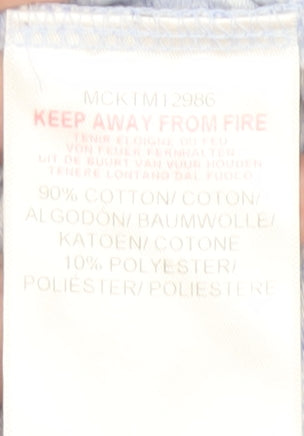 MCKTM12986
KEEP AWAY FROM FIRE
TENIR ELOIGNE DU FEU
VON FEUER FERNHALTEN
UIT DE BUURT VAN VUUR HOUDEN
TENERE LONTANO DAL FUOCO
90% COTTON/ COTON/
ALGODÓN/ BAUMWOLLE/
KATOEN/ COTONE
10% POLYESTER/
POLIÉSTER/ POLIESTERE